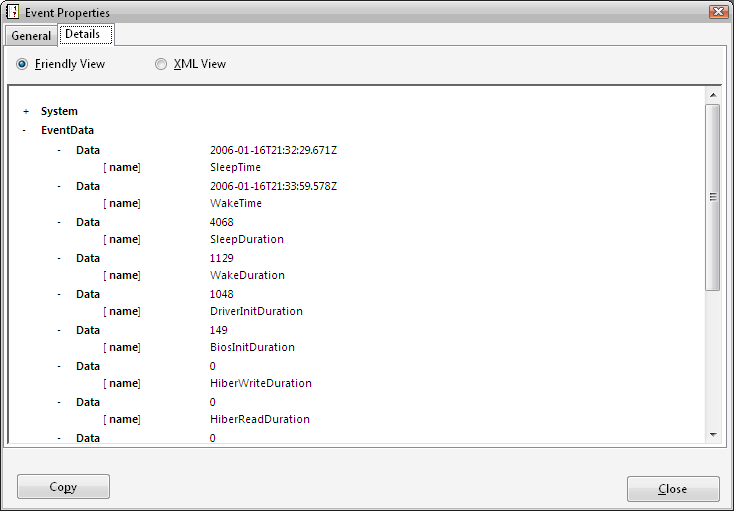 Event Properties
General Details
Friendly View XML View
+ System
- EventData
- Data 2006-01-16T21:32:29.671Z
[ name] SleepTime
- Data 2006-01-16T21:33:59.578Z
[ name] WakeTime
- Data 4068
[ name] SleepDuration
- Data 1129
[ name] WakeDuration
- Data 1048
[ name] DriverInitDuration
- Data 149
[ name] BiosInitDuration
- Data 0
[ name] HiberWriteDuration
- Data 0
[ name] HiberReadDuration
- Data 0
Copy Close